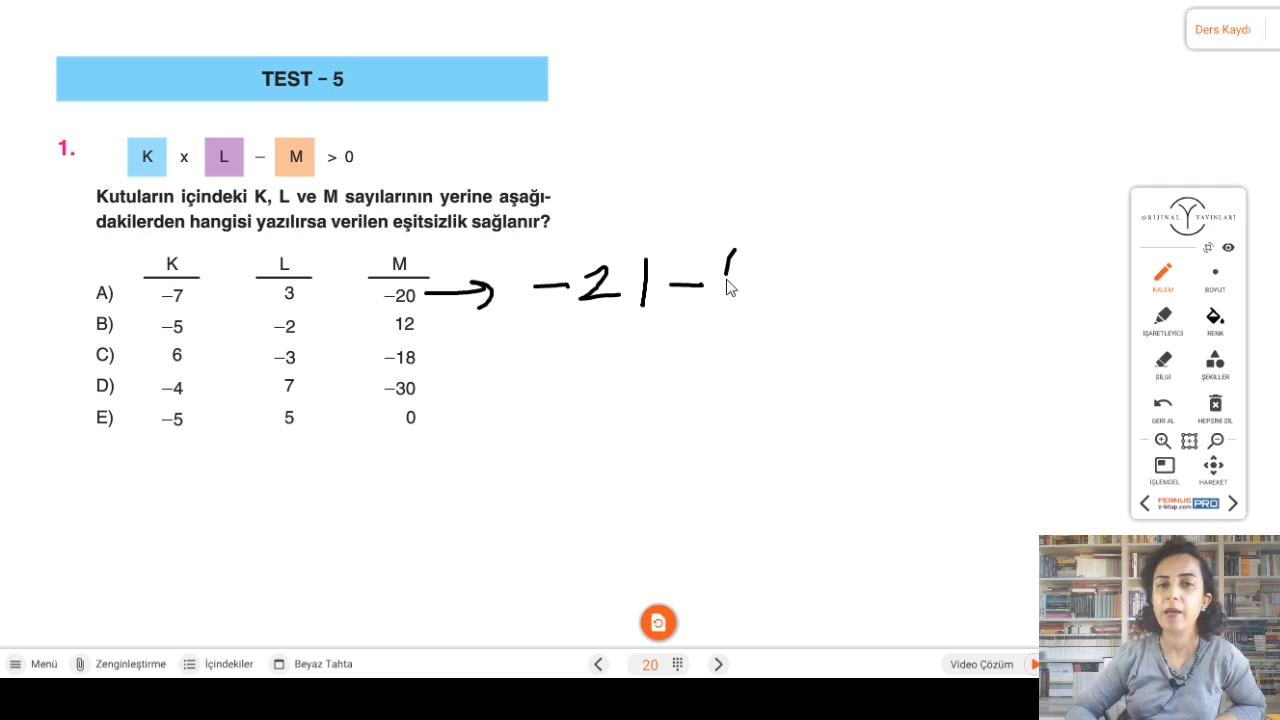 Ders Kaydı
TEST – 5
1. K x L – M > 0
Kutuların içindeki K, L ve M sayılarının yerine aşağı-
dakilerden hangisi yazılırsa verilen eşitsizlik sağlanır?
K L M
A) –7 3 –20 → –21 – (
B) –5 –2 12
C) 6 –3 –18
D) –4 7 –30
E) –5 5 0
ORİJİNAL YAYINLARI
KALEM BOYUT
İŞARETLEYİCİ RENK
SİLGİ ŞEKİLLER
GERİ AL HEPSİNİ SİL
İŞLEMSEL HAREKET
FERNUS PRO
z-kitap.com
Menü Zenginleştirme İçindekiler Beyaz Tahta 20 Video Çözüm